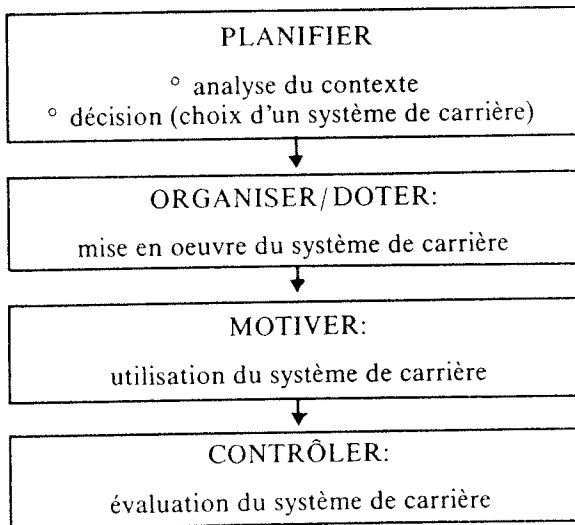 PLANIFIER
° analyse du contexte
° décision (choix d'un système de carrière)
ORGANISER/DOTER:
mise en oeuvre du système de carrière
MOTIVER:
utilisation du système de carrière
CONTRÔLER:
évaluation du système de carrière